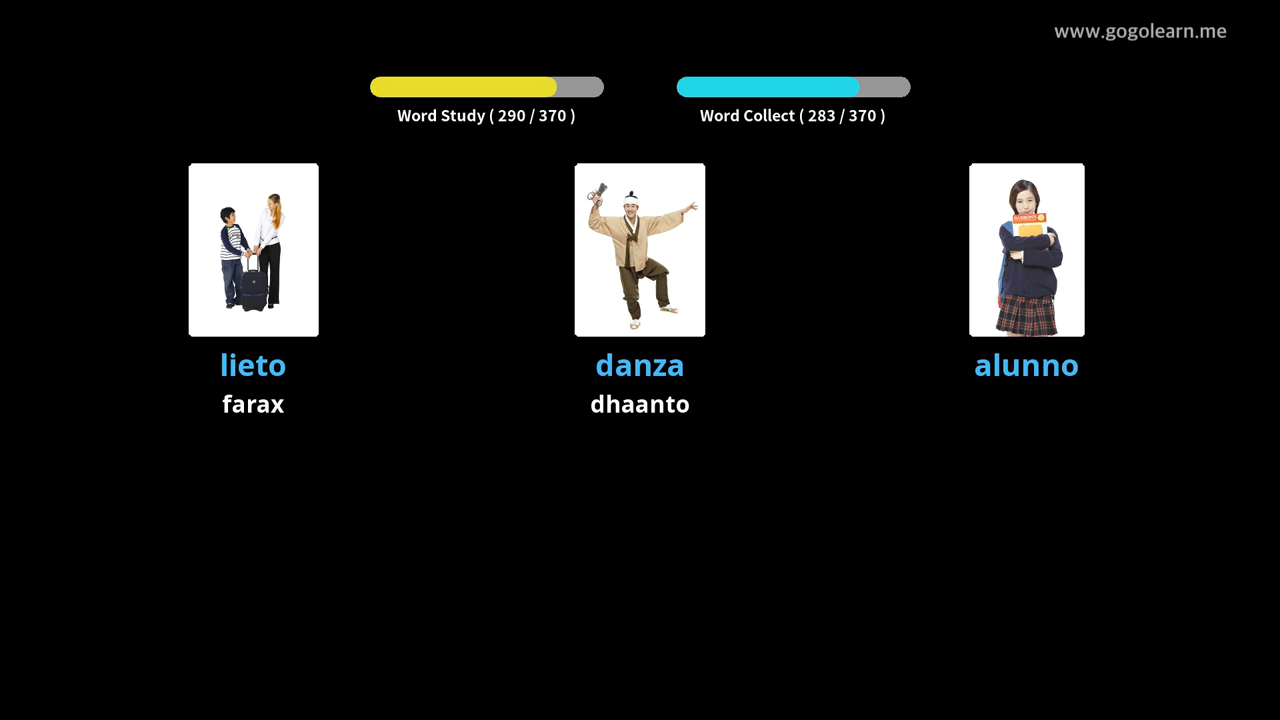 www.gogolearn.me
Word Study ( 290 / 370 )
Word Collect ( 283 / 370 )
lieto
farax
danza
dhaanto
alunno